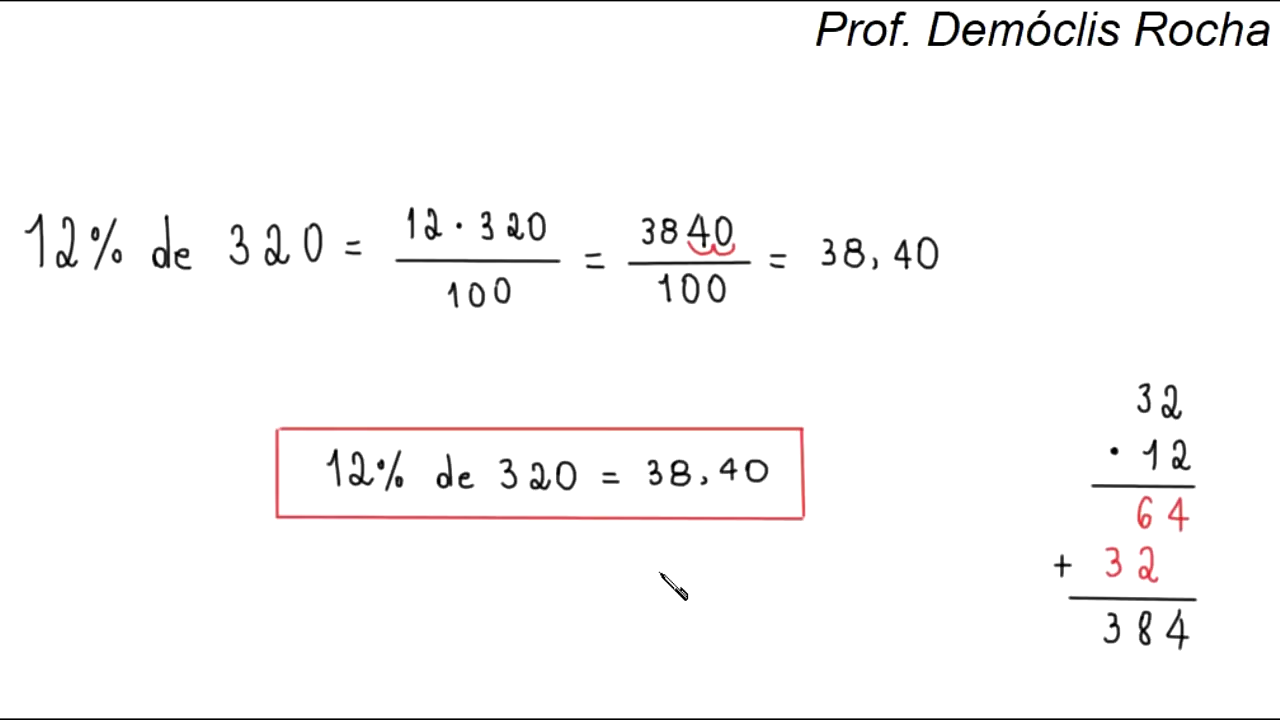 Prof. Demóclis Rocha
12% de 320 = 12 · 320 / 100 = 3840 / 100 = 38,40
12% de 320 = 38,40
32
· 12
64
+ 32
384